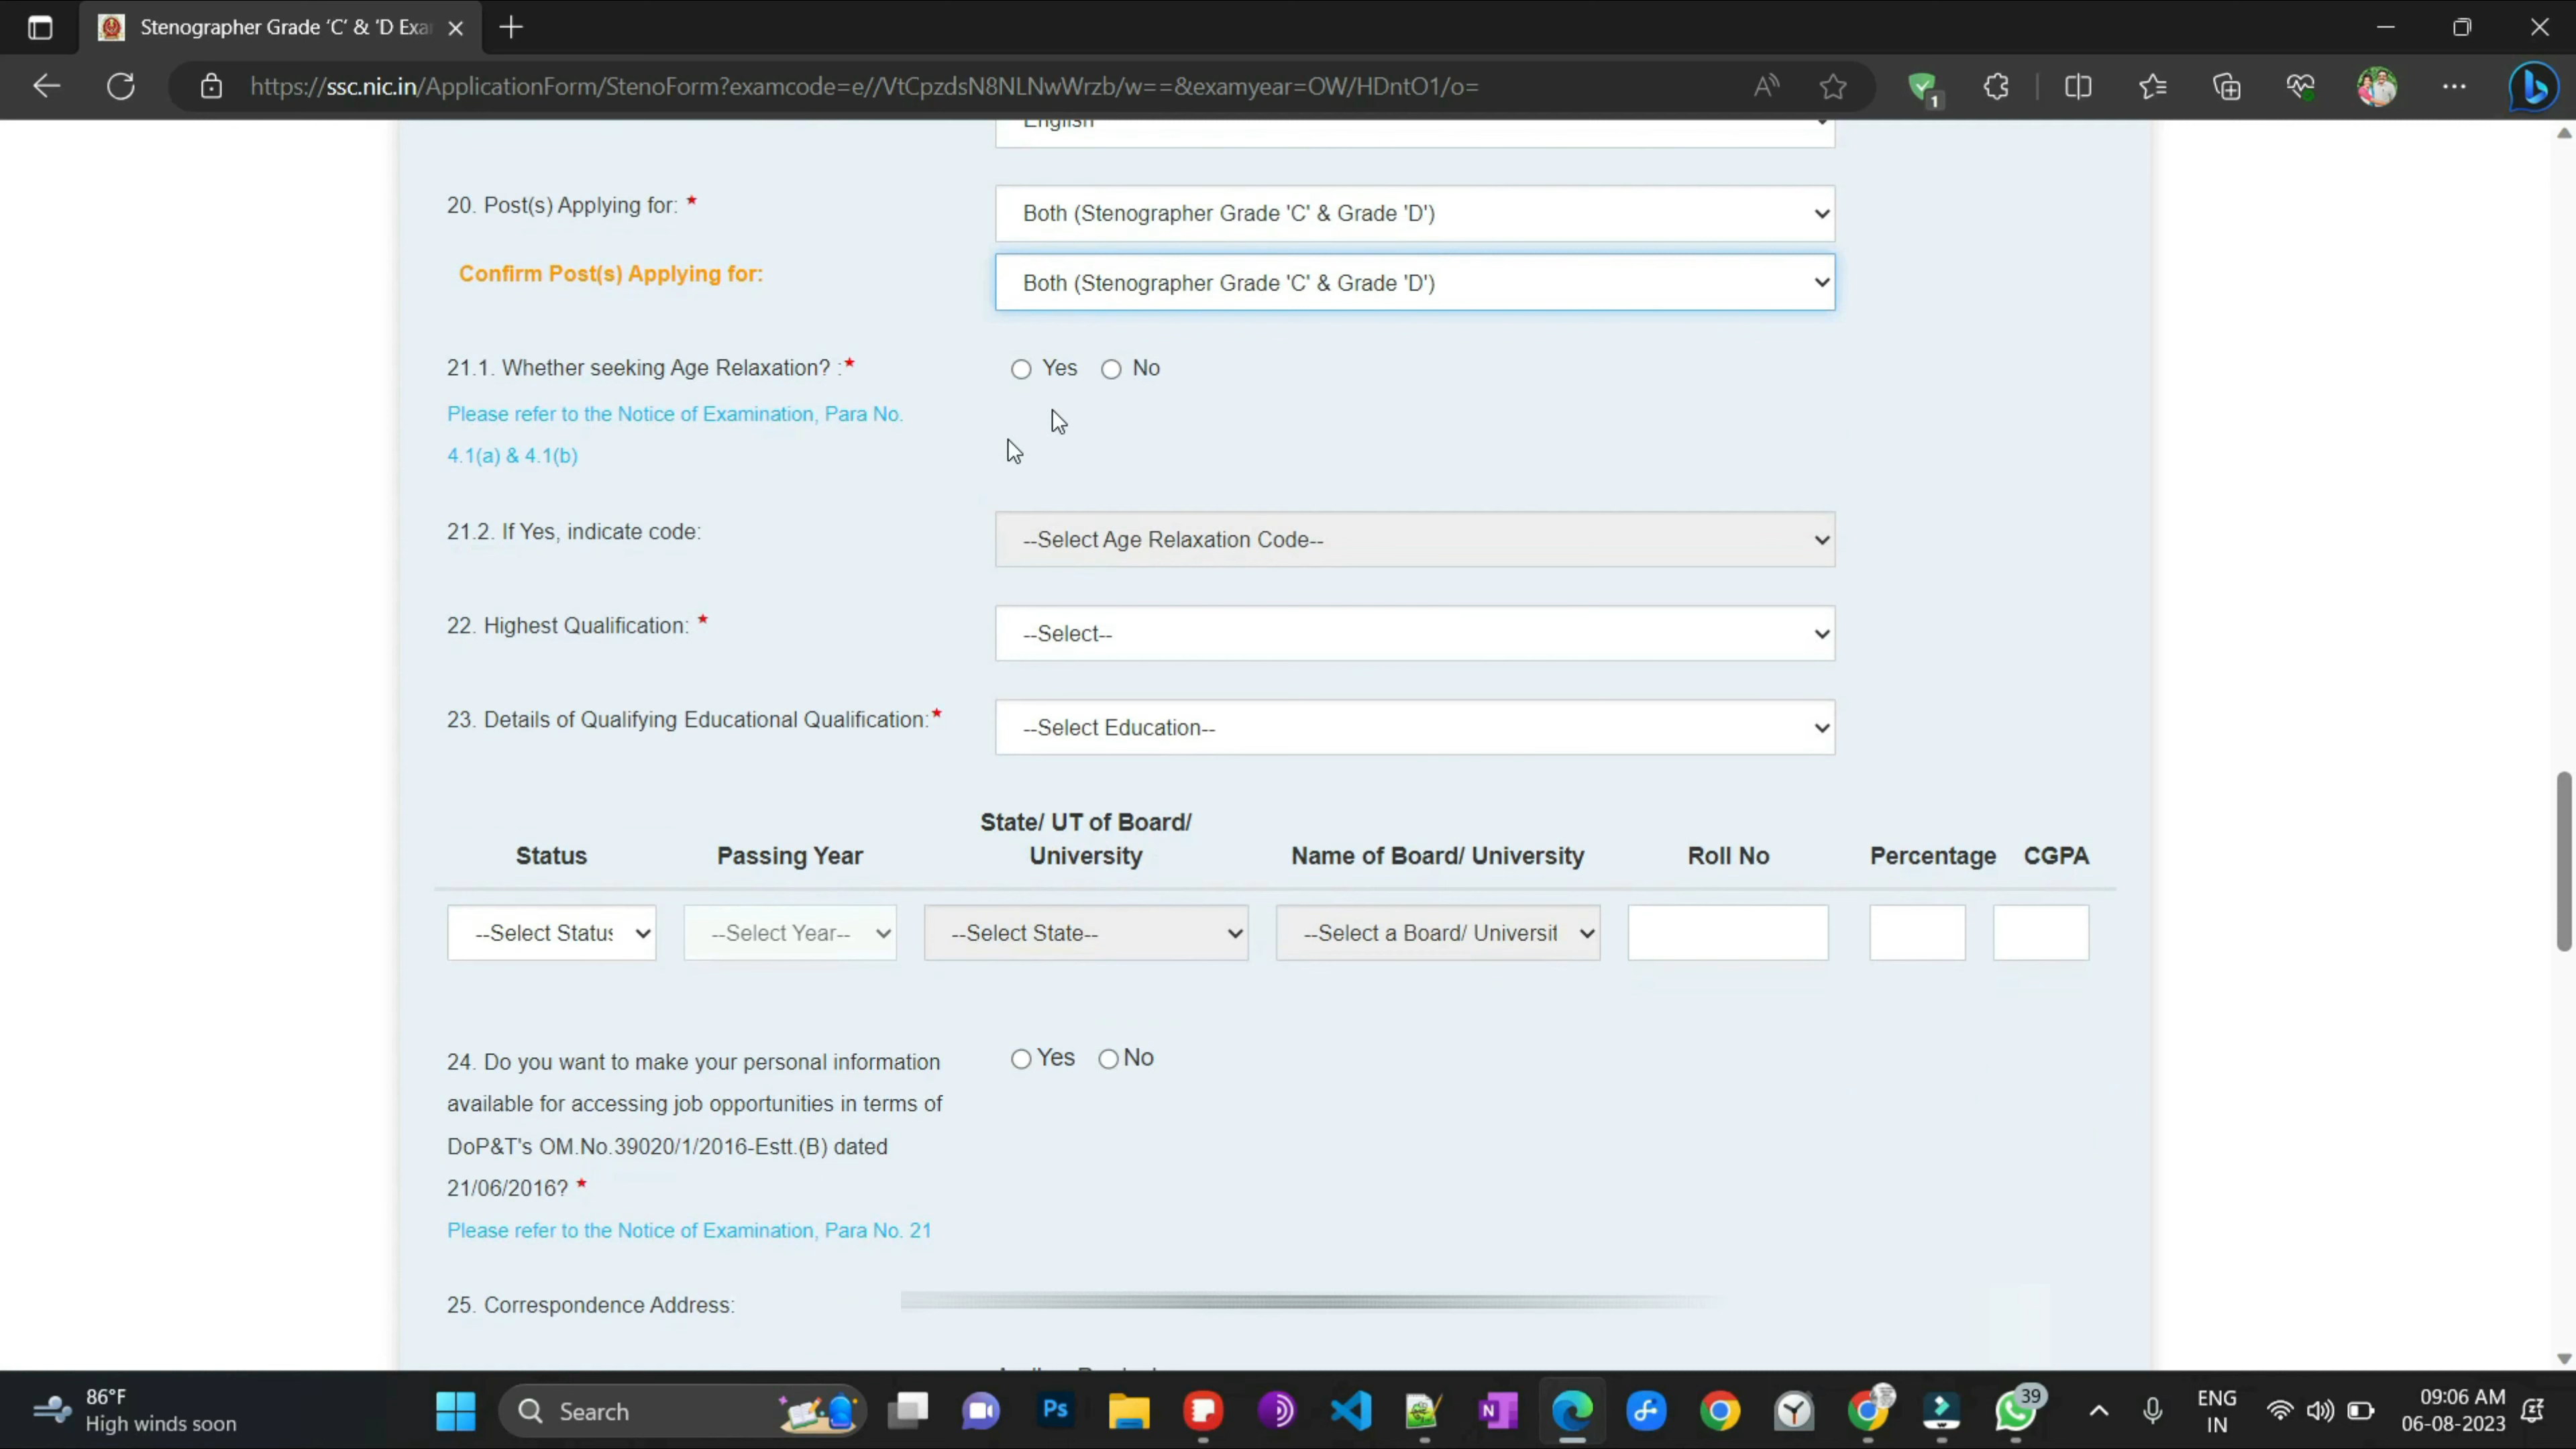 Stenographer Grade ‘C’ & ‘D Exa
https://ssc.nic.in/ApplicationForm/StenoForm?examcode=e//VtCpzdsN8NLNwWrzb/w==&examyear=OW/HDntO1/o=
1
English
20. Post(s) Applying for: *
Both (Stenographer Grade 'C' & Grade 'D')
Confirm Post(s) Applying for:
Both (Stenographer Grade 'C' & Grade 'D')
21.1. Whether seeking Age Relaxation? :*
Yes No
Please refer to the Notice of Examination, Para No.
4.1(a) & 4.1(b)
21.2. If Yes, indicate code:
--Select Age Relaxation Code--
22. Highest Qualification: *
--Select--
23. Details of Qualifying Educational Qualification:*
--Select Education--
Status
Passing Year
State/ UT of Board/
University
Name of Board/ University
Roll No
Percentage
CGPA
--Select Status
--Select Year--
--Select State--
--Select a Board/ Universit
24. Do you want to make your personal information
Yes No
available for accessing job opportunities in terms of
DoP&T's OM.No.39020/1/2016-Estt.(B) dated
21/06/2016? *
Please refer to the Notice of Examination, Para No. 21
25. Correspondence Address:
86°F
High winds soon
Search
Ps
N
39
ENG
IN
09:06 AM
06-08-2023